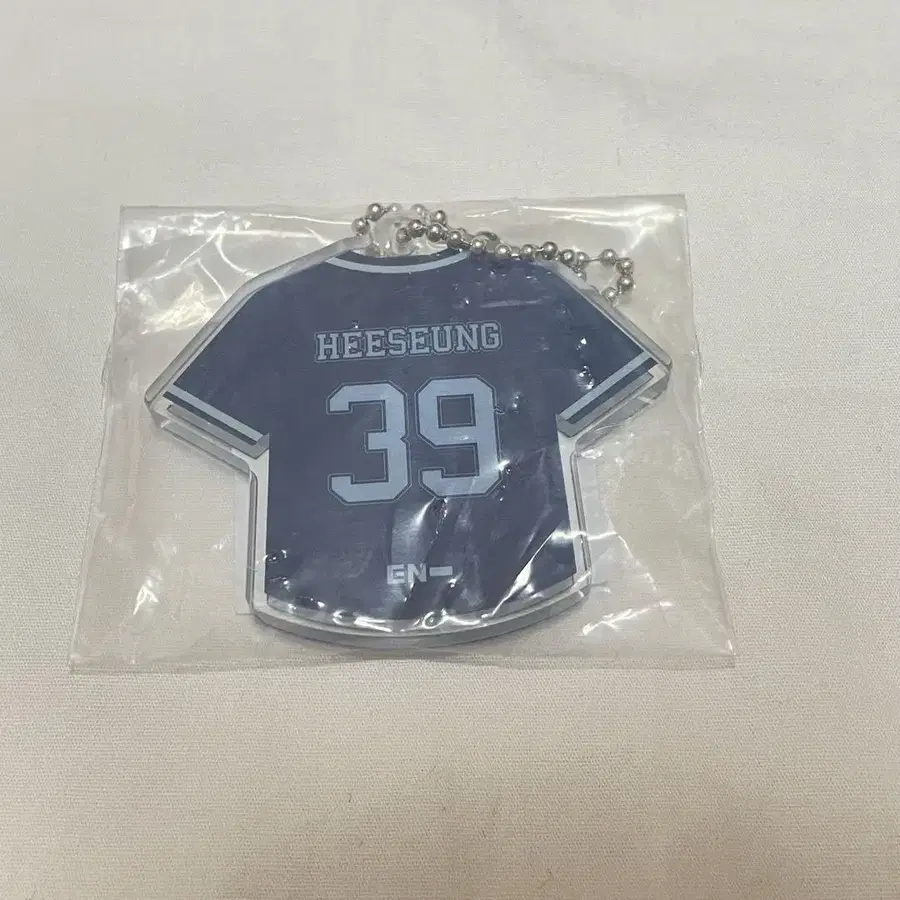 HEESEUNG
39
EN-